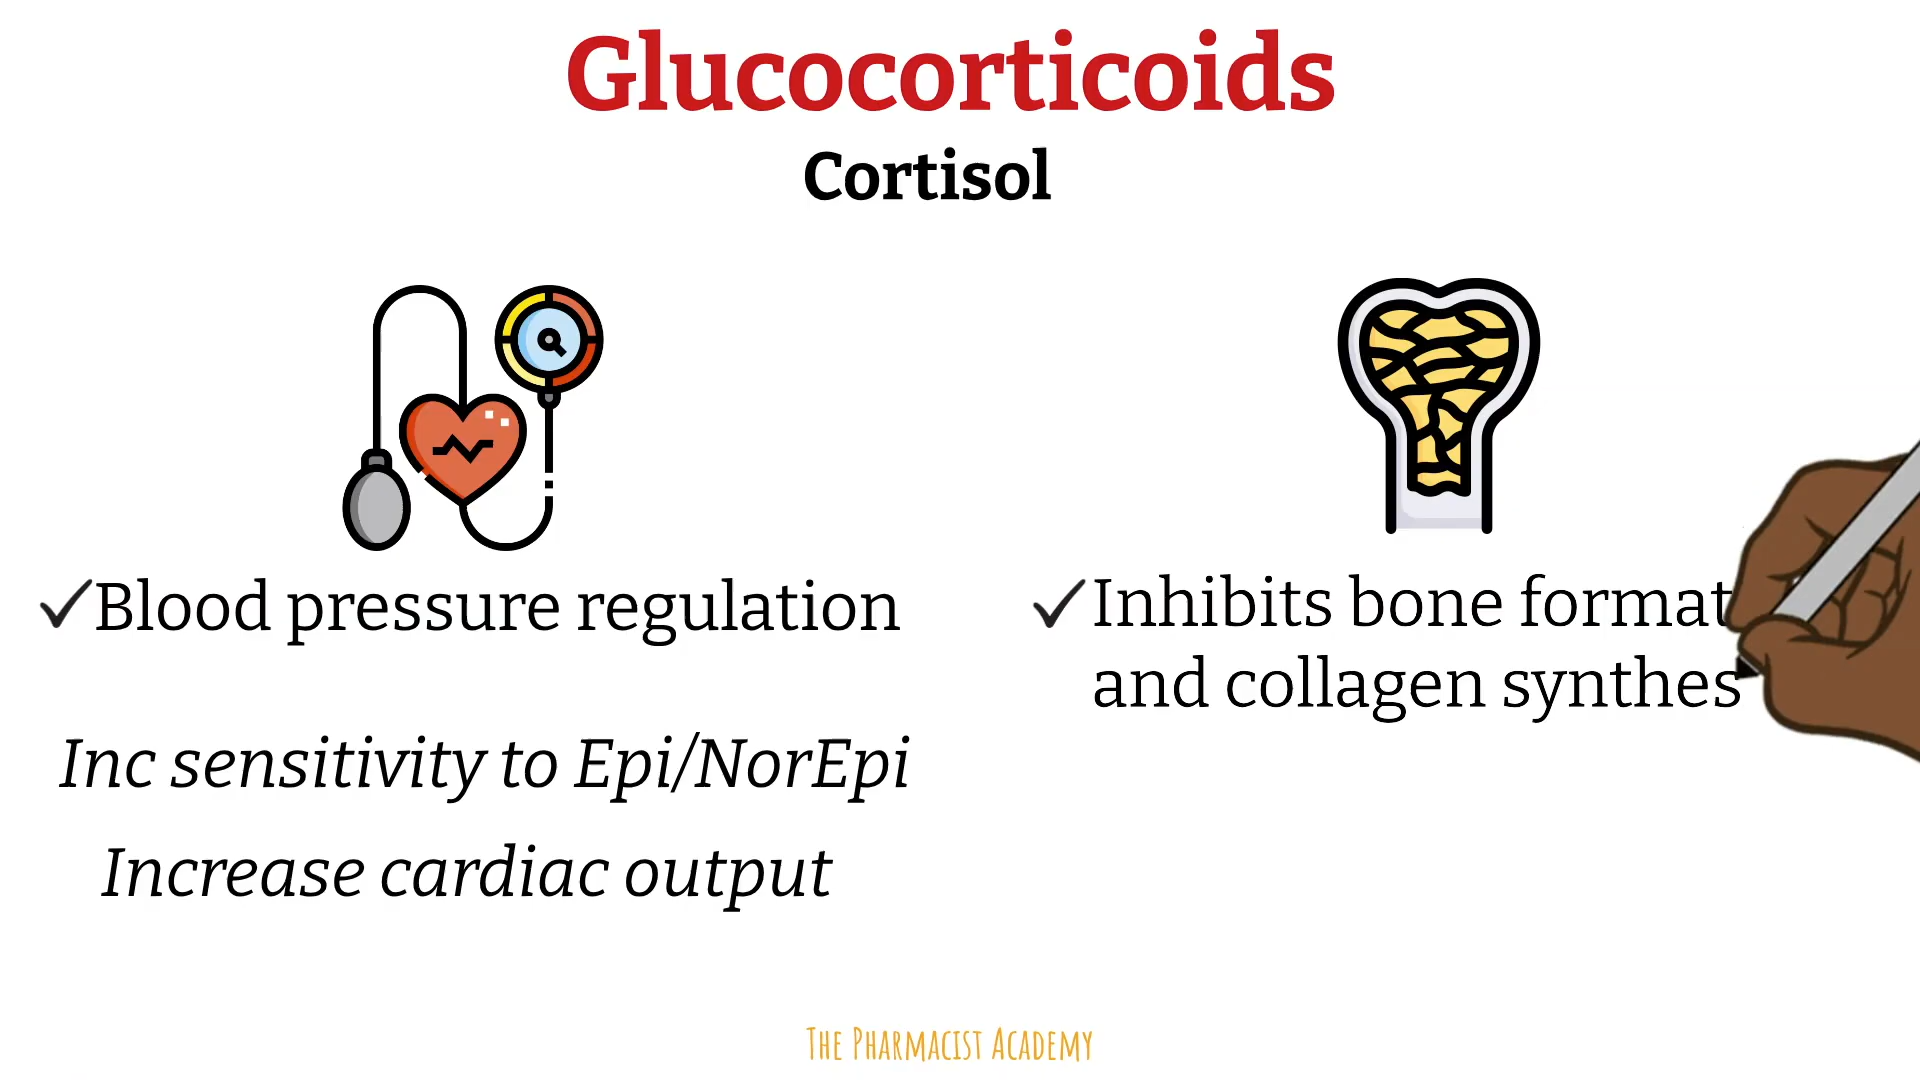 Glucocorticoids
Cortisol
Blood pressure regulation
Inc sensitivity to Epi/NorEpi
Increase cardiac output
Inhibits bone format
and collagen synthes
The Pharmacist Academy